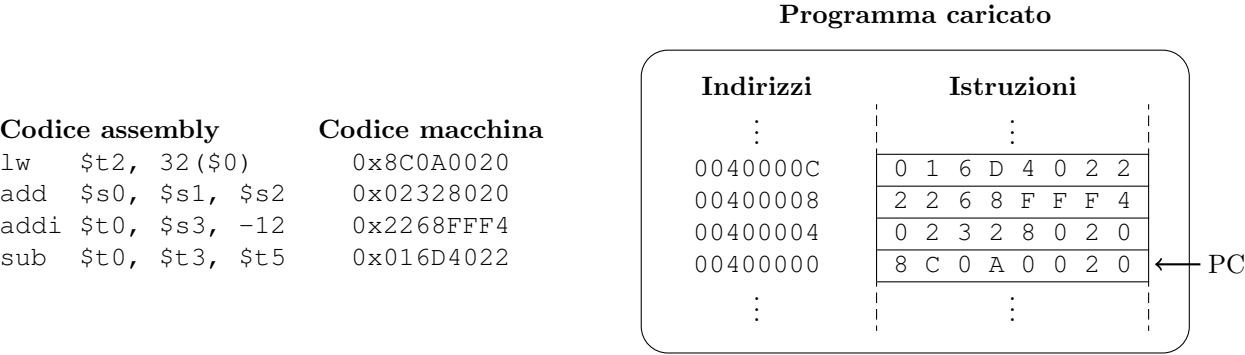 Programma caricato
Indirizzi Istruzioni
Codice assembly Codice macchina
lw $t2, 32($0) 0x8C0A0020
add $s0, $s1, $s2 0x02328020
addi $t0, $s3, -12 0x2268FFF4
sub $t0, $t3, $t5 0x016D4022
0040000C 0 1 6 D 4 0 2 2
00400008 2 2 6 8 F F F 4
00400004 0 2 3 2 8 0 2 0
00400000 8 C 0 A 0 0 2 0 PC